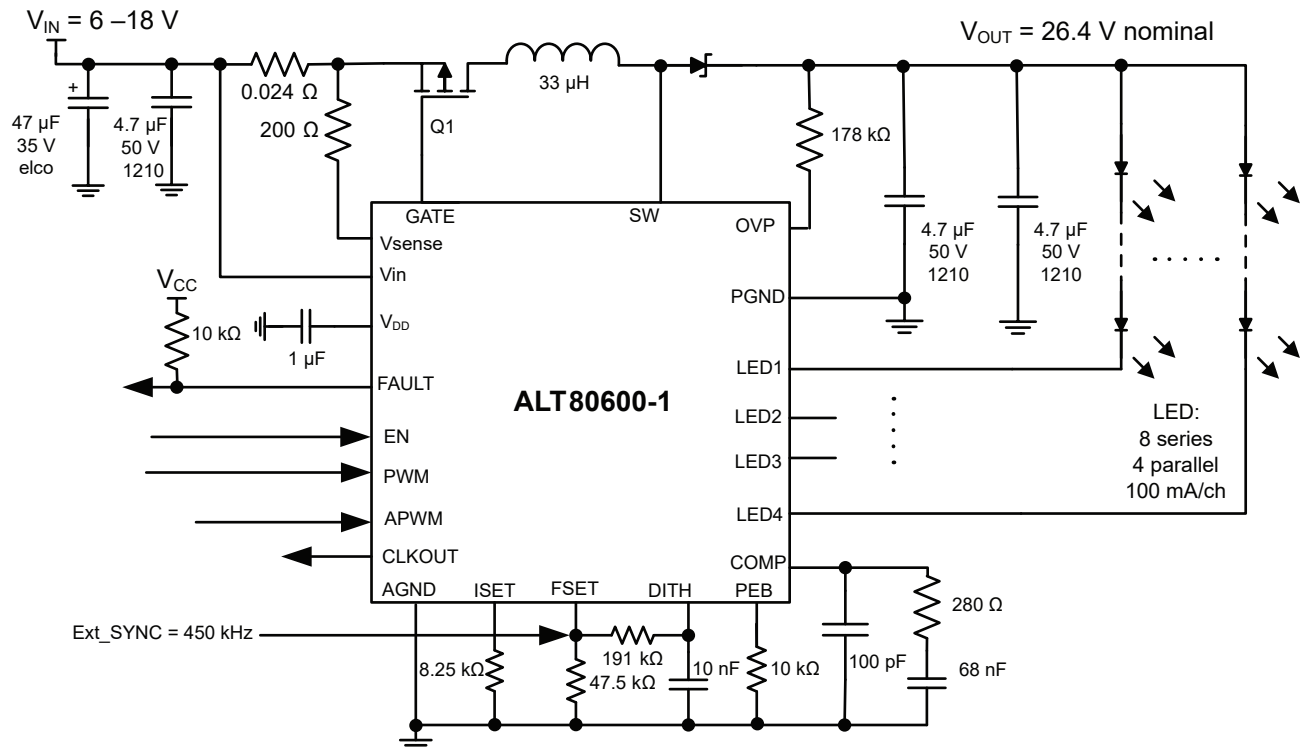 V_IN = 6 –18 V
V_OUT = 26.4 V nominal
0.024 Ω
33 µH
+
47 µF
35 V
elco
4.7 µF
50 V
1210
200 Ω
Q1
178 kΩ
4.7 µF
50 V
1210
4.7 µF
50 V
1210
GATE
SW
OVP
Vsense
Vin
V_CC
V_DD
PGND
10 kΩ
1 µF
LED1
FAULT
ALT80600-1
EN
LED2
PWM
LED3
APWM
LED4
CLKOUT
COMP
AGND
ISET
FSET
DITH
PEB
LED:
8 series
4 parallel
100 mA/ch
Ext_SYNC = 450 kHz
8.25 kΩ
191 kΩ
47.5 kΩ
10 nF
10 kΩ
100 pF
280 Ω
68 nF